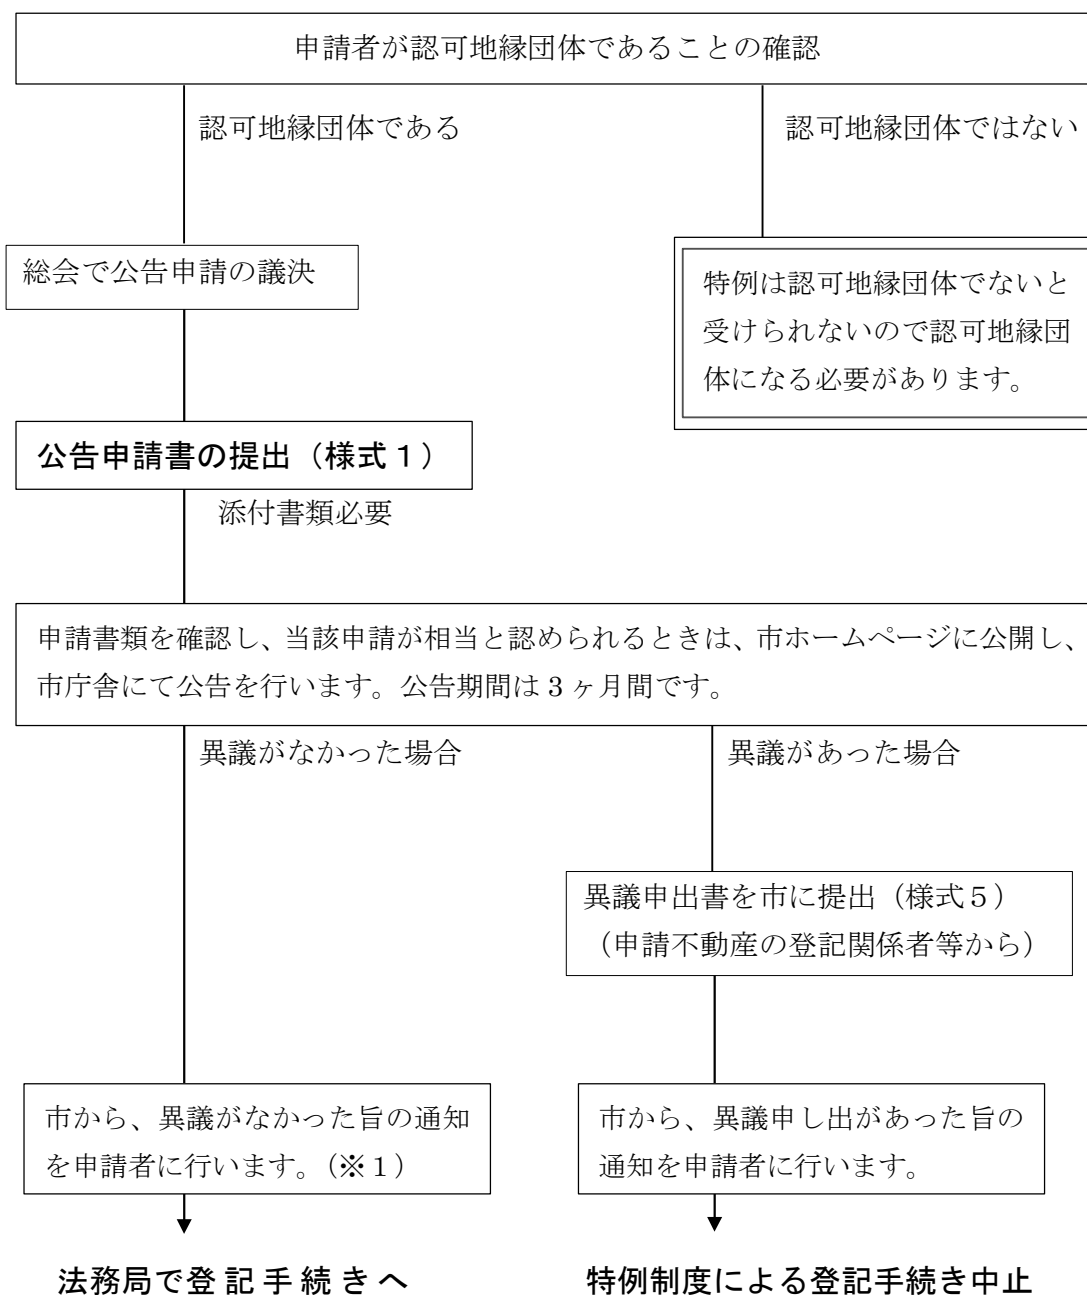 申請者が認可地縁団体であることの確認
認可地縁団体である
認可地縁団体ではない
総会で公告申請の議決
特例は認可地縁団体でないと
受けられないので認可地縁団
体になる必要があります。
公告申請書の提出（様式１）
添付書類必要
申請書類を確認し、当該申請が相当と認められるときは、市ホームページに公開し、
市庁舎にて公告を行います。公告期間は３ヶ月間です。
異議がなかった場合
異議があった場合
異議申出書を市に提出（様式５）
（申請不動産の登記関係者等から）
市から、異議がなかった旨の通知
を申請者に行います。（※１）
市から、異議申し出があった旨の
通知を申請者に行います。
法務局で登記手続きへ
特例制度による登記手続き中止